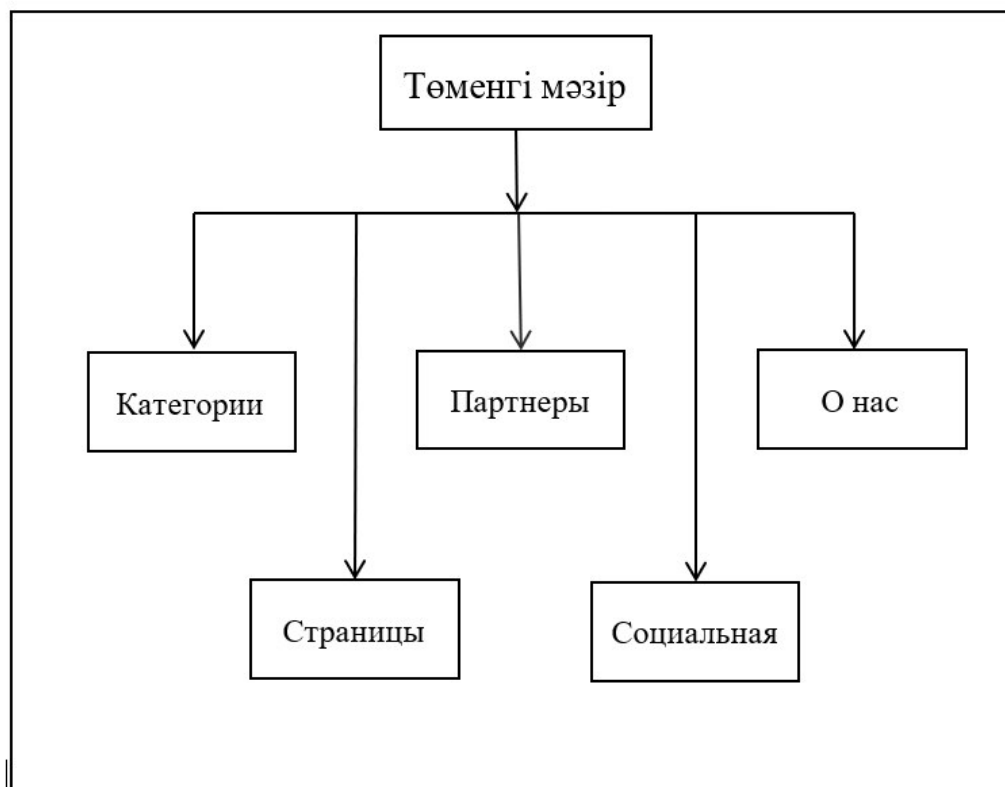 Төменгі мәзір
Категории
Партнеры
О нас
Страницы
Социальная